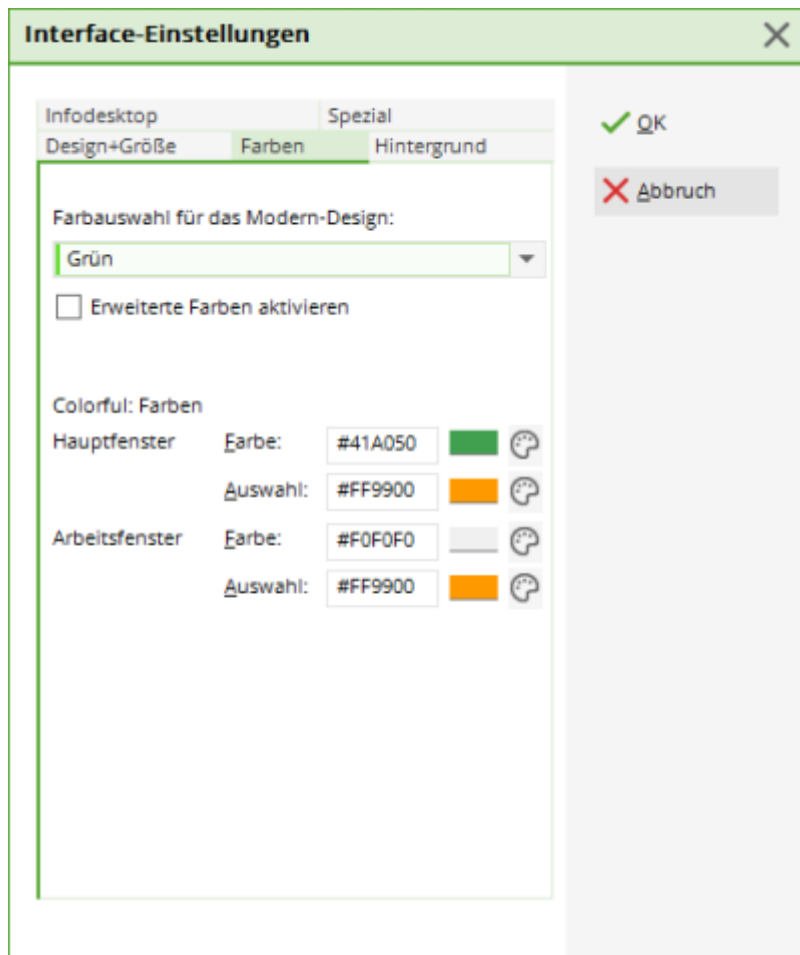 Interface-Einstellungen
Infodesktop Spezial
Design+Größe Farben Hintergrund
OK
Abbruch
Farbauswahl für das Modern-Design:
Grün
Erweiterte Farben aktivieren
Colorful: Farben
Hauptfenster Farbe: #41A050
Auswahl: #FF9900
Arbeitsfenster Farbe: #F0F0F0
Auswahl: #FF9900